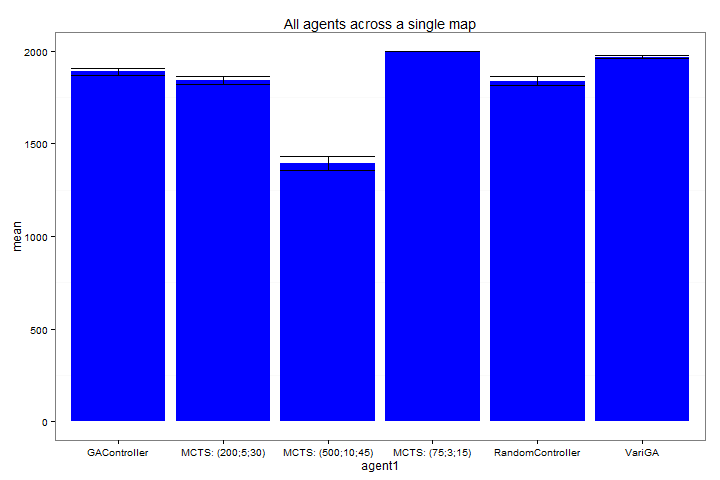 All agents across a single map
2000
1500
1000
500
0
mean
GAController
MCTS: (200;5;30)
MCTS: (500;10;45)
MCTS: (75;3;15)
RandomController
VariGA
agent1